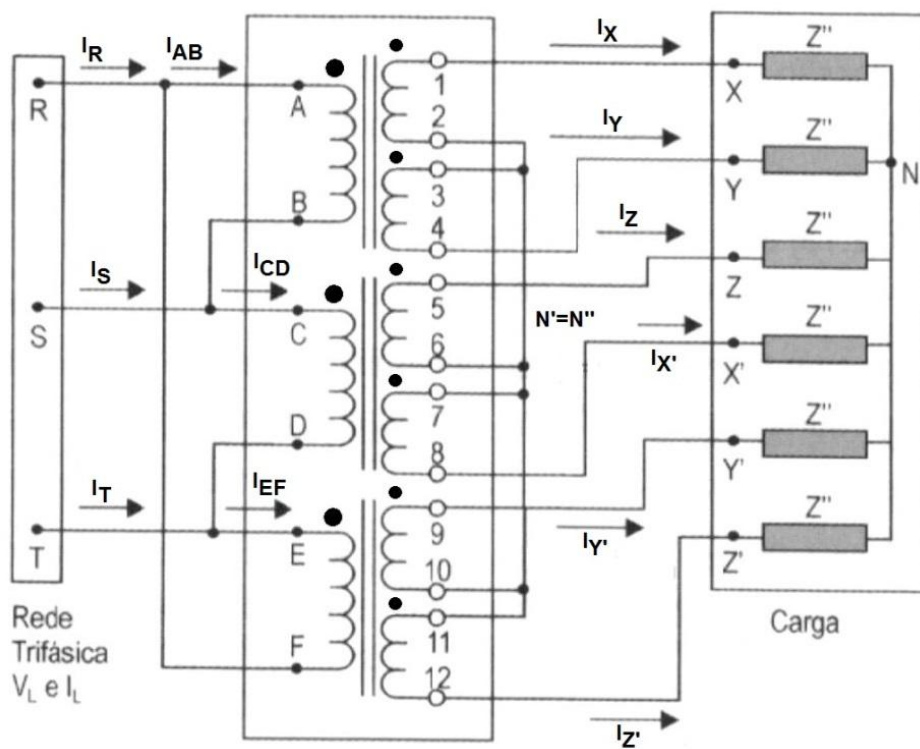 I_R
I_AB
R
A
B
1
2
3
4
I_X
Z''
X
I_Y
Z''
Y
N
I_S
I_CD
S
C
D
5
6
7
8
I_Z
Z''
Z
N'=N''
I_X'
Z''
X'
I_T
I_EF
T
E
F
9
10
11
12
I_Y'
Z''
Y'
Z''
Z'
I_Z'
Rede
Trifásica
V_L e I_L
Carga